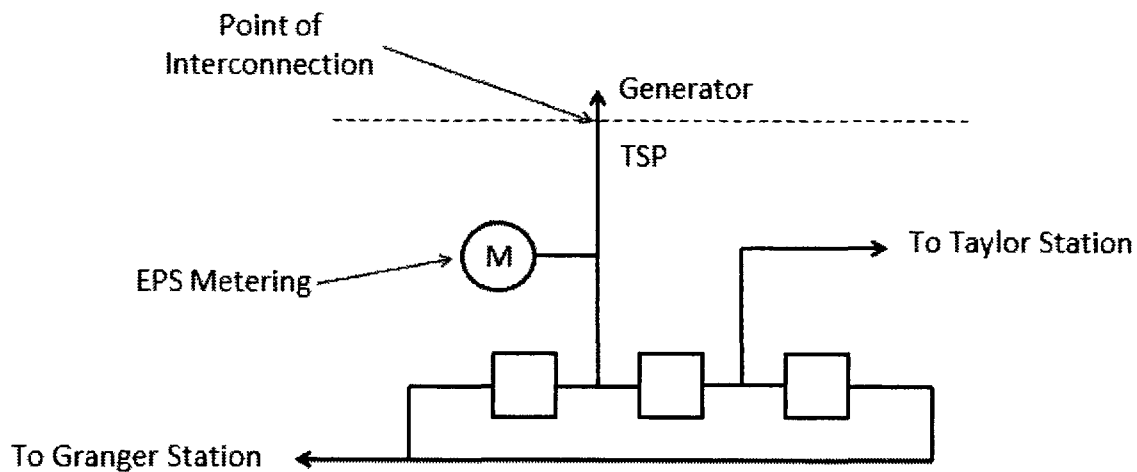 Point of
Interconnection
Generator
TSP
M
To Taylor Station
EPS Metering
To Granger Station